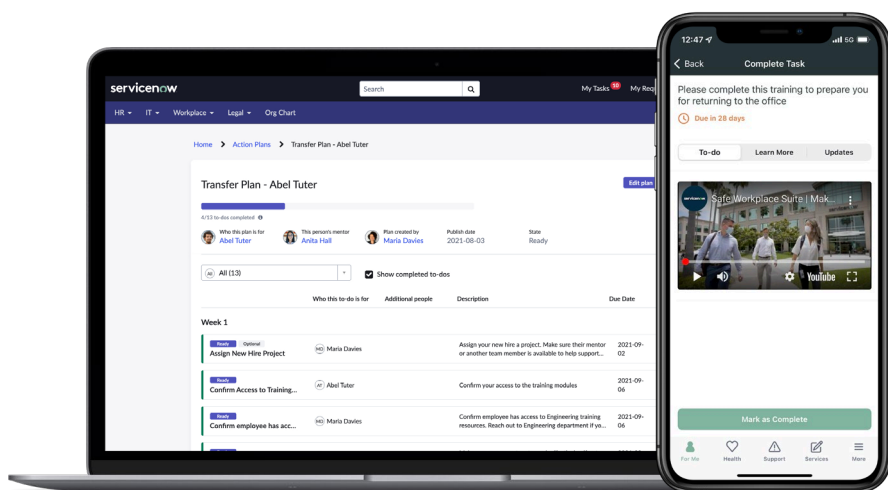 servicenow
Search
My Tasks 10 My Req
HR IT Workplace Legal Org Chart
Home > Action Plans > Transfer Plan - Abel Tuter
Transfer Plan - Abel Tuter
Edit plan
4/13 to-dos completed
Who this plan is for This person's mentor Plan created by Publish date State
Abel Tuter Anita Hall Maria Davies 2021-08-03 Ready
All All (13)
Show completed to-dos
Who this to-do is for Additional people Description Due Date
Week 1
Ready Optional
Assign New Hire Project
MD Maria Davies
Assign your new hire a project. Make sure their mentor
or another team member is available to help support...
2021-09-
02
Ready
Confirm Access to Training...
AT Abel Tuter
Confirm your access to the training modules
2021-09-
06
Ready
Confirm employee has acc...
MD Maria Davies
Confirm employee has access to Engineering training
resources. Reach out to Engineering department if yo...
2021-09-
06
12:47 5G
Back Complete Task
Please complete this training to prepare you
for returning to the office
Due in 28 days
To-do Learn More Updates
servicenow
Safe Workplace Suite | Mak...
YouTube
Mark as Complete
For Me Health Support Services More